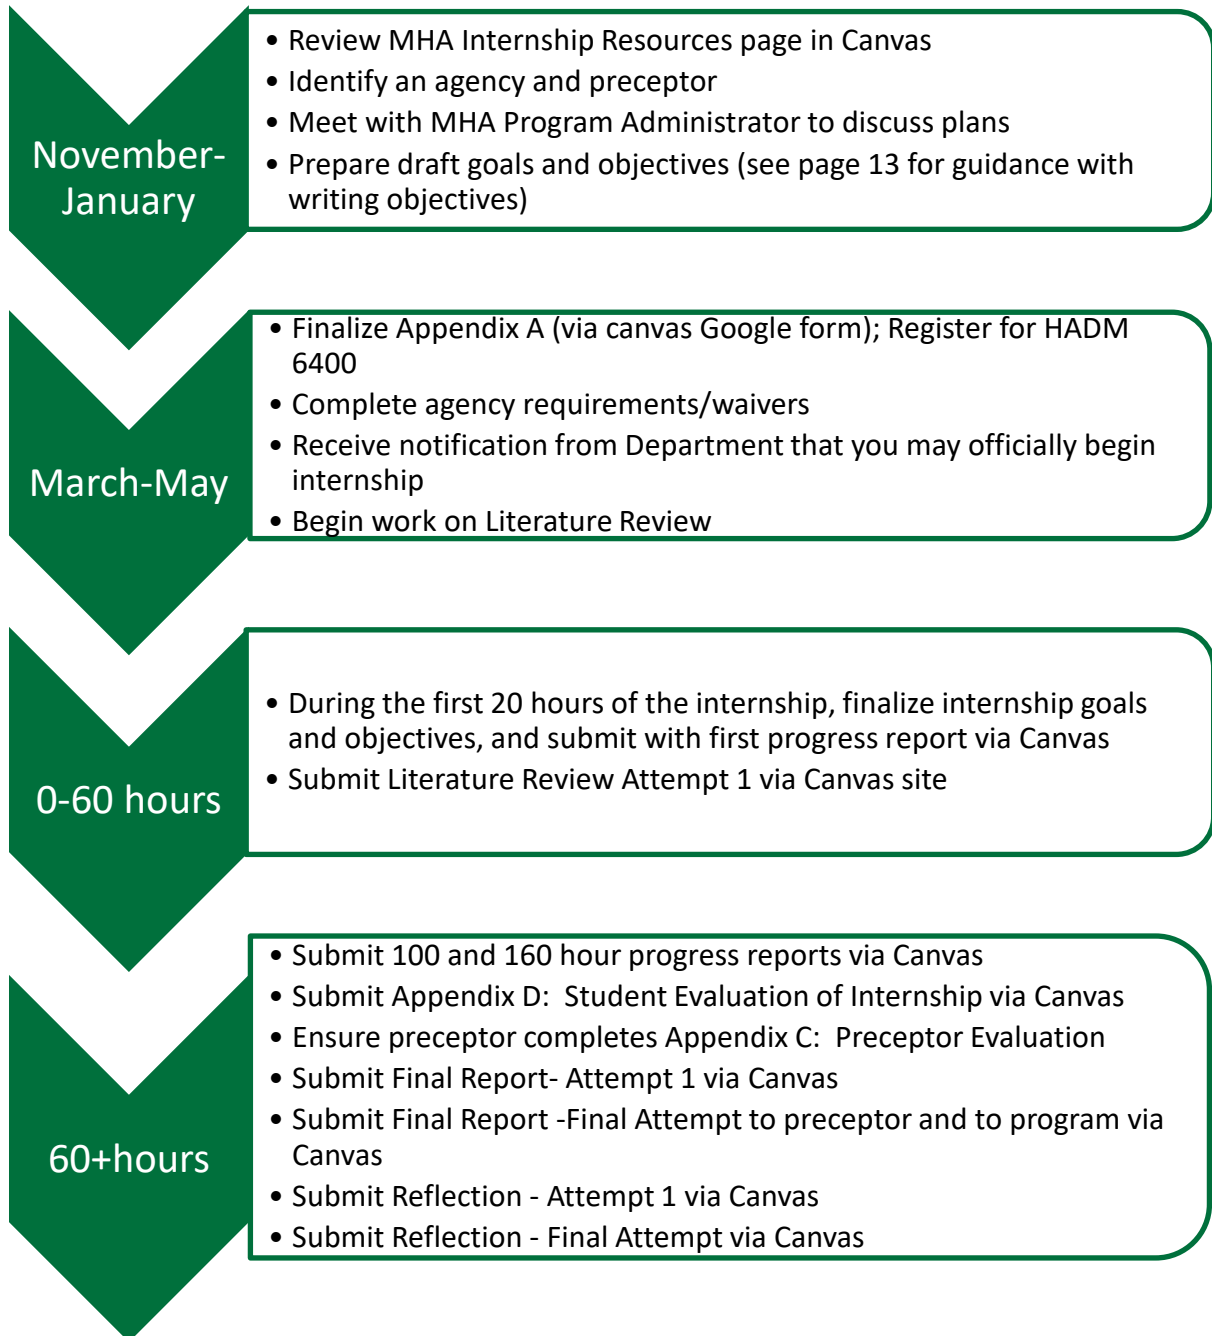 November-
January
• Review MHA Internship Resources page in Canvas
• Identify an agency and preceptor
• Meet with MHA Program Administrator to discuss plans
• Prepare draft goals and objectives (see page 13 for guidance with
writing objectives)
March-May
• Finalize Appendix A (via canvas Google form); Register for HADM
6400
• Complete agency requirements/waivers
• Receive notification from Department that you may officially begin
internship
• Begin work on Literature Review
0-60 hours
• During the first 20 hours of the internship, finalize internship goals
and objectives, and submit with first progress report via Canvas
• Submit Literature Review Attempt 1 via Canvas site
60+hours
• Submit 100 and 160 hour progress reports via Canvas
• Submit Appendix D:  Student Evaluation of Internship via Canvas
• Ensure preceptor completes Appendix C:  Preceptor Evaluation
• Submit Final Report- Attempt 1 via Canvas
• Submit Final Report -Final Attempt to preceptor and to program via
Canvas
• Submit Reflection - Attempt 1 via Canvas
• Submit Reflection - Final Attempt via Canvas